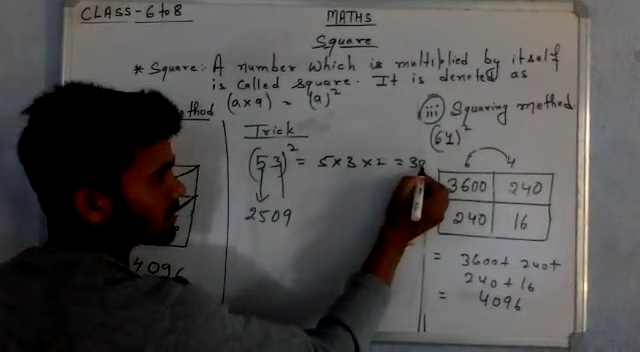 CLASS-6 to 8
MATHS
Square
* Square:- A number which is multiplied by itself
is called square. It is denoted as
(a×a) = (a)²
Trick
(53)² = 5×3×2 = 30
2509
4096
(iii) Squaring method
(64)²
6 4
3600 240
240 16
= 3600 + 240 +
240 + 16
= 4096